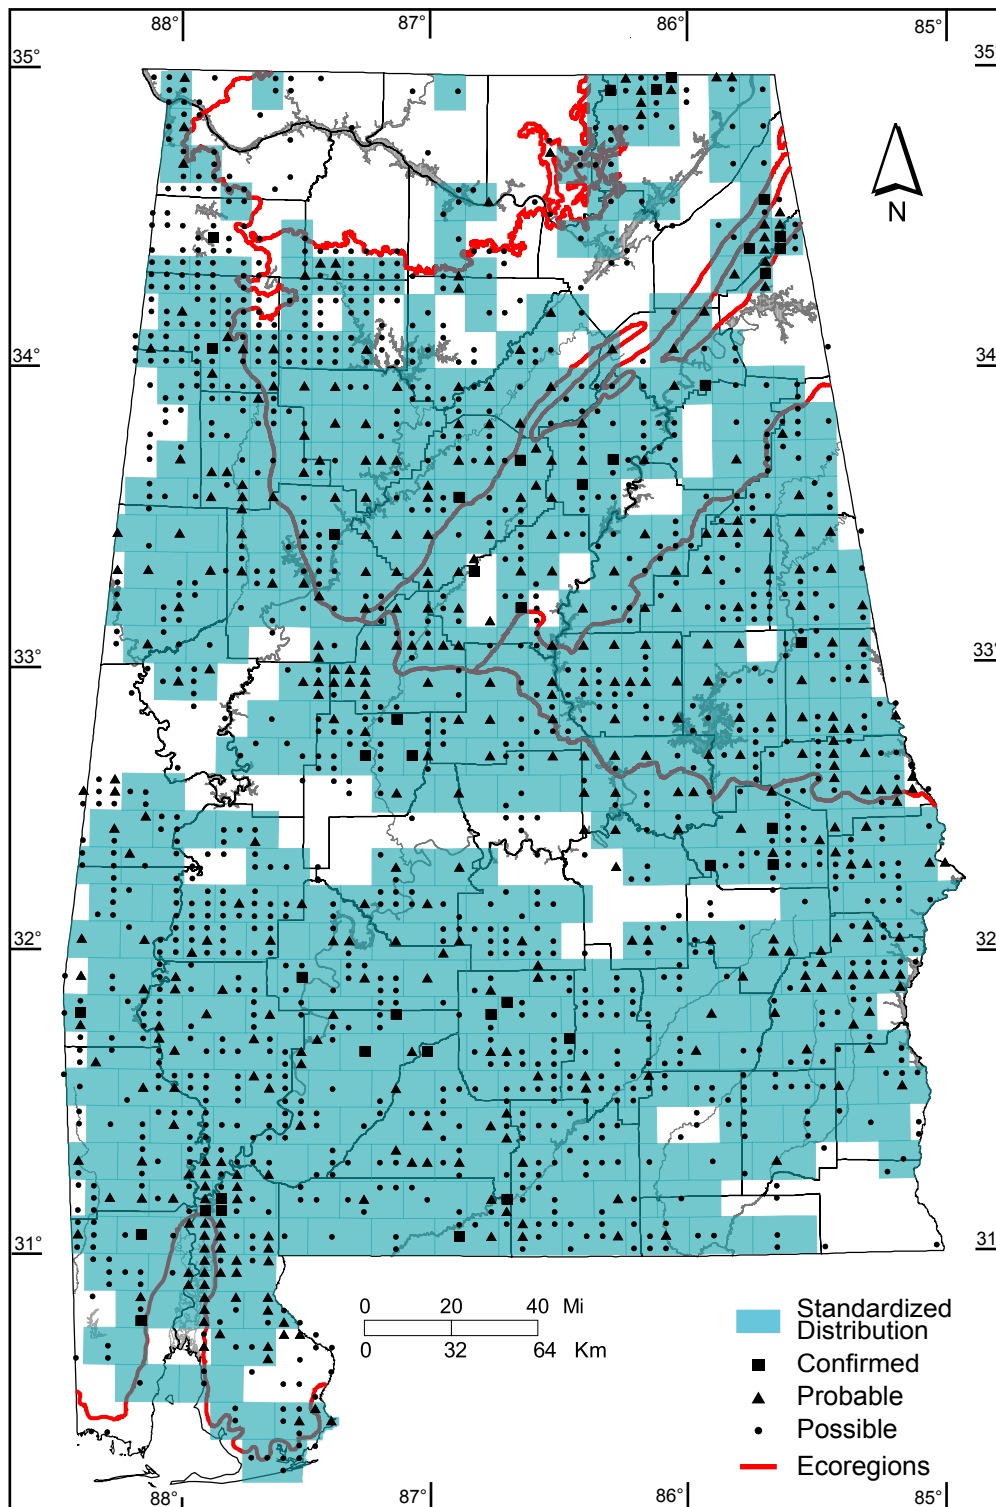 88° 87° 86° 85°
35° 35°
N
34° 34
33° 33°
32° 32
31° 31
0 20 40 Mi
0 32 64 Km
Standardized
Distribution
Confirmed
Probable
Possible
Ecoregions
88° 87° 86° 85°